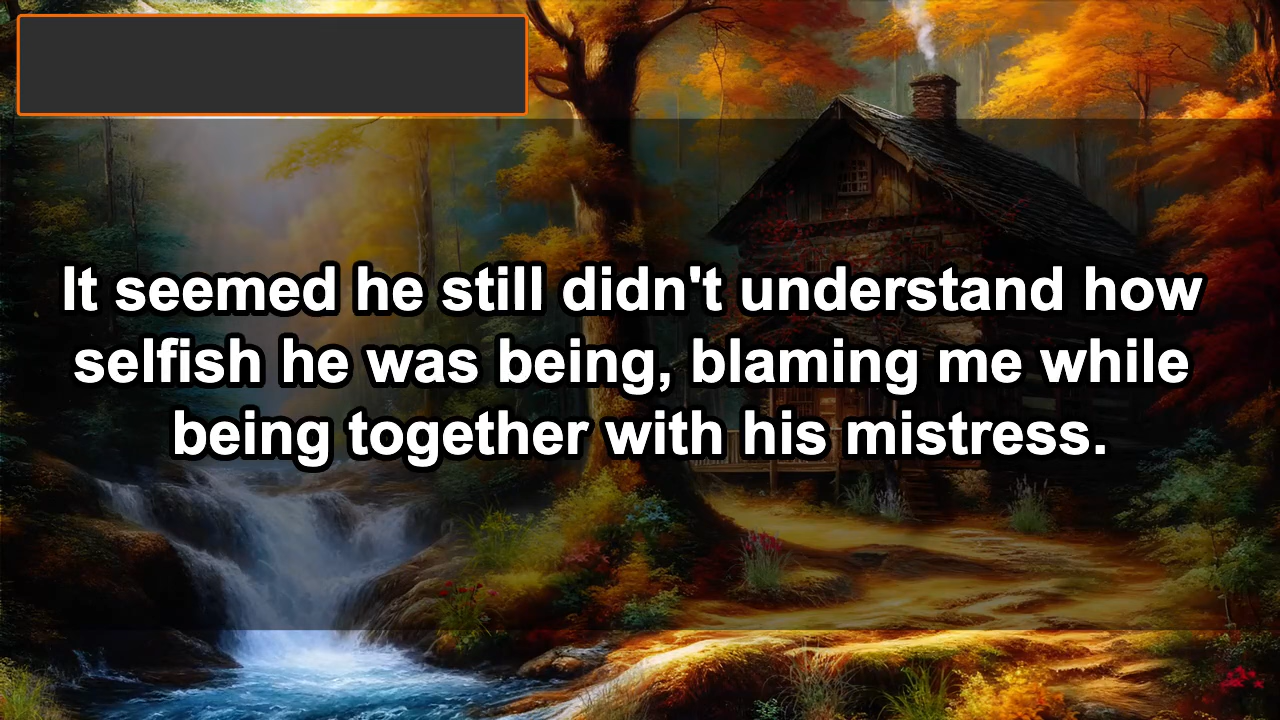 It seemed he still didn't understand how
selfish he was being, blaming me while
being together with his mistress.